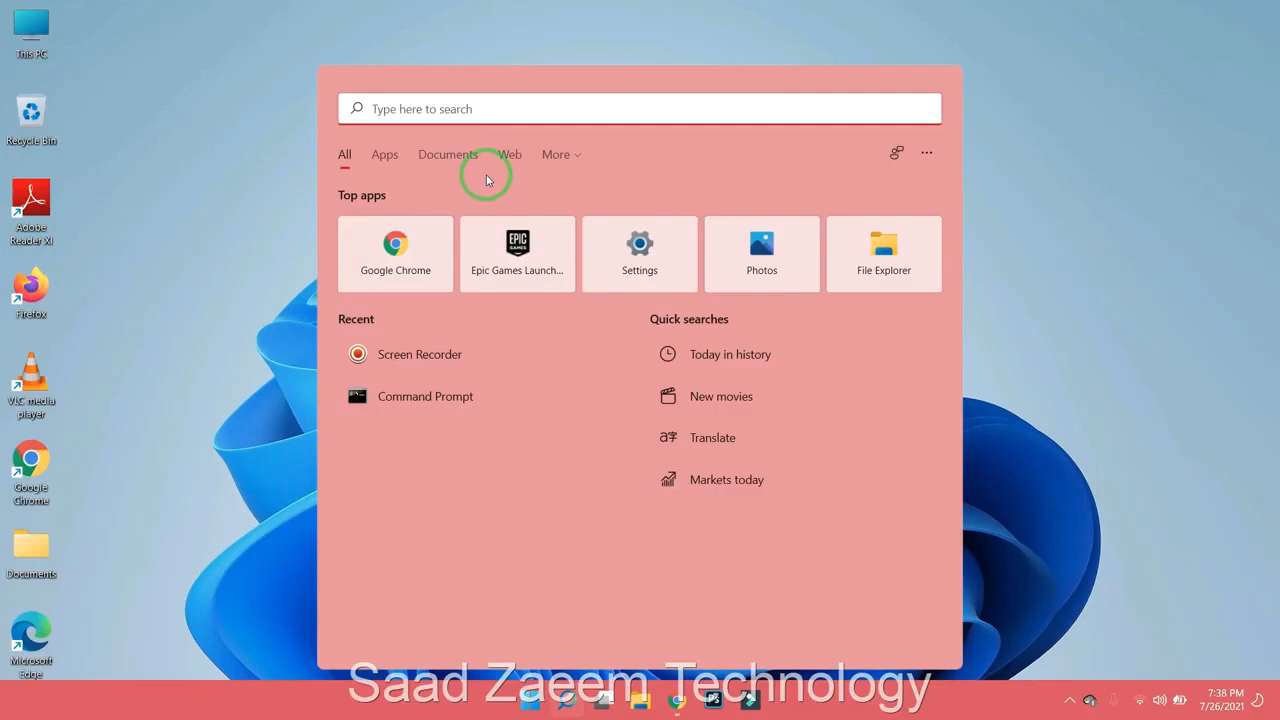 This PC
Recycle Bin
Adobe
Reader XI
Firefox
VLC media
player
Google
Chrome
Documents
Microsoft
Edge
Type here to search
All Apps Documents Web More
Top apps
EPIC
GAMES
Google Chrome Epic Games Launch... Settings Photos File Explorer
Recent Quick searches
Screen Recorder Today in history
Command Prompt New movies
Translate
Markets today
Saad Zaeem Technology
PS
7:38 PM
7/26/2021